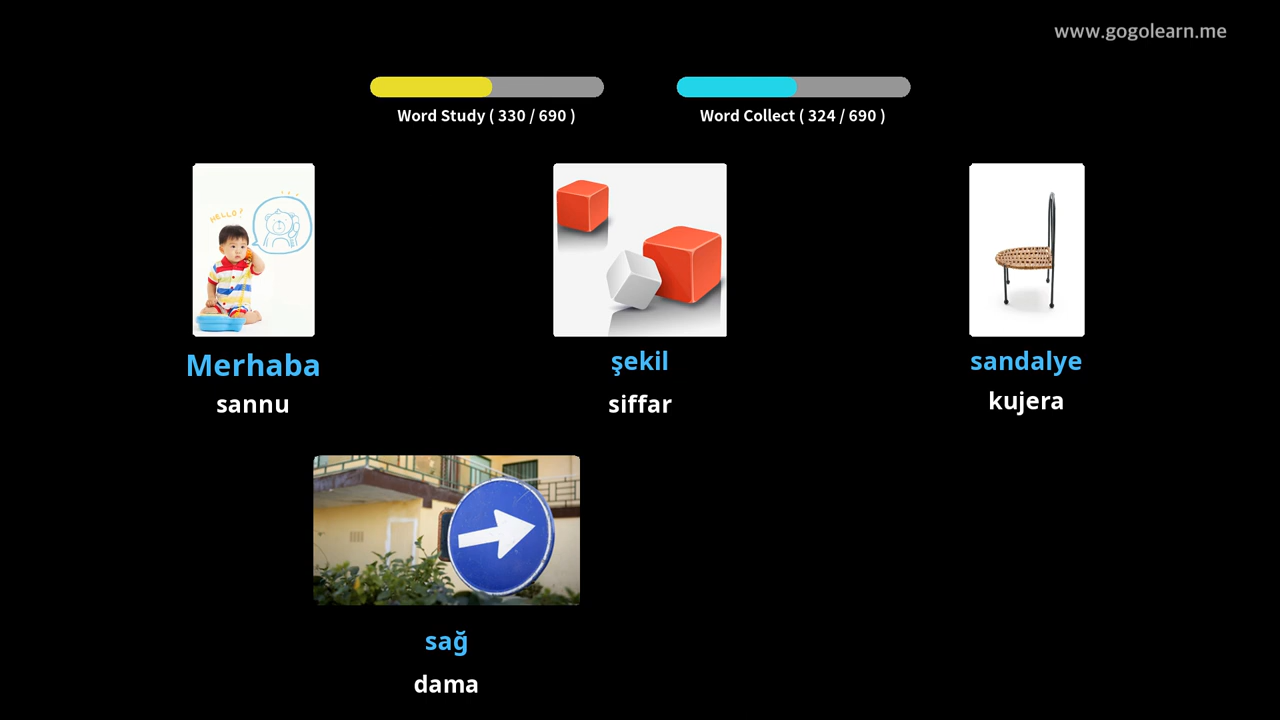 www.gogolearn.me
Word Study ( 330 / 690 )
Word Collect ( 324 / 690 )
HELLO?
Merhaba
şekil
sandalye
sannu
siffar
kujera
sağ
dama